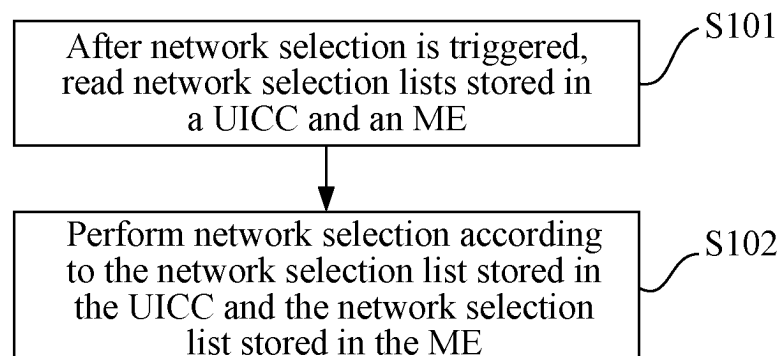 After network selection is triggered,
read network selection lists stored in
a UICC and an ME
S101
Perform network selection according
to the network selection list stored in
the UICC and the network selection
list stored in the ME
S102